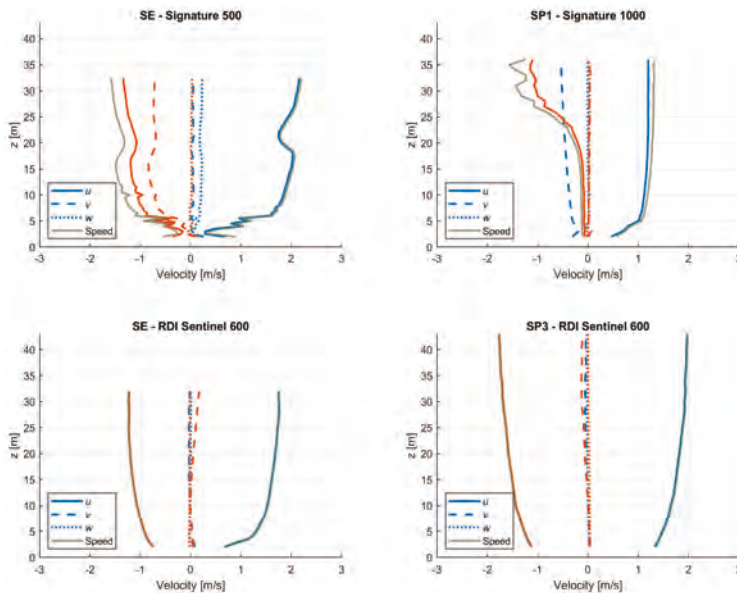 SE - Signature 500
z [m]
40
35
30
25
20
15
10
5
0
u
v
w
Speed
-3 -2 -1 0 1 2 3
Velocity [m/s]
SP1 - Signature 1000
z [m]
40
35
30
25
20
15
10
5
0
u
v
w
Speed
-3 -2 -1 0 1 2 3
Velocity [m/s]
SE - RDI Sentinel 600
z [m]
40
35
30
25
20
15
10
5
0
u
v
w
Speed
-3 -2 -1 0 1 2 3
Velocity [m/s]
SP3 - RDI Sentinel 600
z [m]
40
35
30
25
20
15
10
5
0
u
v
w
Speed
-3 -2 -1 0 1 2 3
Velocity [m/s]